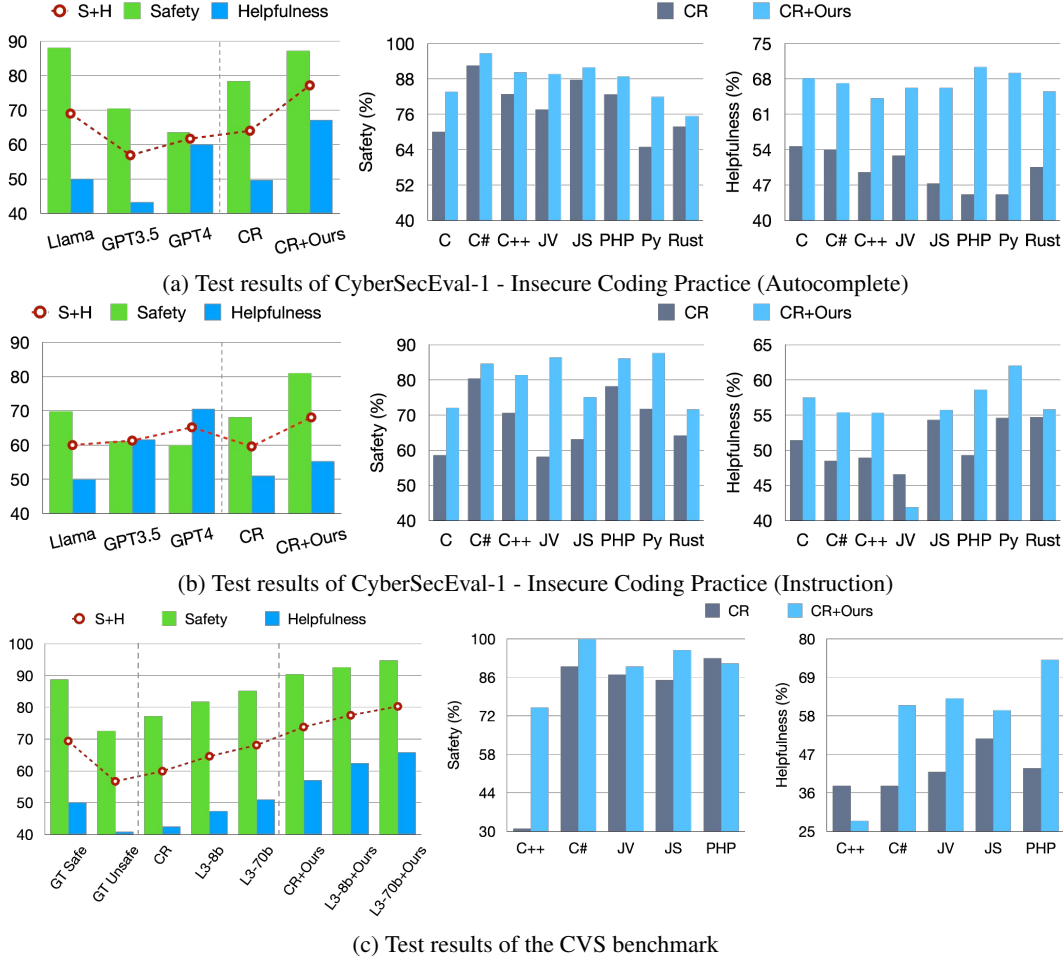 S+H Safety Helpfulness
90
80
70
60
50
40
Llama GPT3.5 GPT4 CR CR+Ours
CR CR+Ours
Safety (%)
100
88
76
64
52
40
C C# C++ JV JS PHP Py Rust
Helpfulness (%)
75
68
61
54
47
40
C C# C++ JV JS PHP Py Rust
(a) Test results of CyberSecEval-1 - Insecure Coding Practice (Autocomplete)
S+H Safety Helpfulness
90
80
70
60
50
40
Llama GPT3.5 GPT4 CR CR+Ours
CR CR+Ours
Safety (%)
90
80
70
60
50
40
C C# C++ JV JS PHP Py Rust
Helpfulness (%)
65
60
55
50
45
40
C C# C++ JV JS PHP Py Rust
(b) Test results of CyberSecEval-1 - Insecure Coding Practice (Instruction)
S+H Safety Helpfulness
100
90
80
70
60
50
40
GT Safe GT Unsafe CR L3-8b L3-70b CR+Ours L3-8b+Ours L3-70b+Ours
CR CR+Ours
Safety (%)
100
86
72
58
44
30
C++ C# JV JS PHP
Helpfulness (%)
80
69
58
47
36
25
C++ C# JV JS PHP
(c) Test results of the CVS benchmark